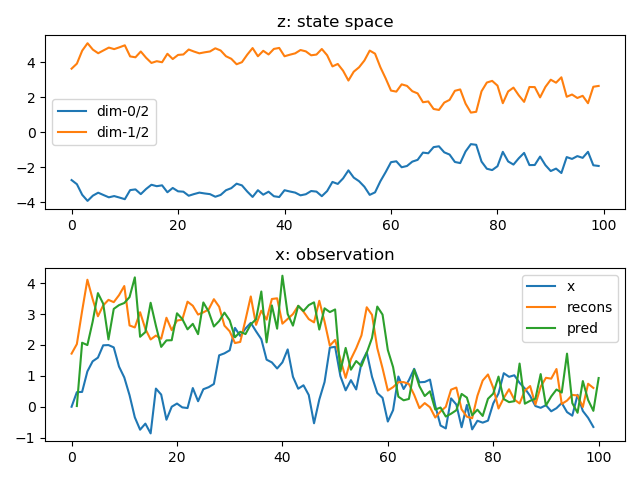 z: state space
4
2
0
−2
−4
dim-0/2
dim-1/2
0 20 40 60 80 100
x: observation
4
3
2
1
0
−1
x
recons
pred
0 20 40 60 80 100